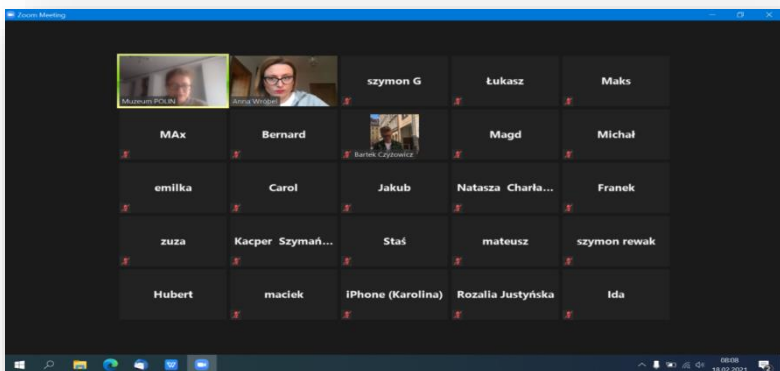 Zoom Meeting
Muzeum POLIN
Anna Wróbel
szymon G
Łukasz
Maks
MAx
Bernard
Bartek Czyżowicz
Magd
Michał
emilka
Carol
Jakub
Natasza Charła...
Franek
zuza
Kacper Szymań...
Staś
mateusz
szymon rewak
Hubert
maciek
iPhone (Karolina)
Rozalia Justyńska
Ida
08:08
18.02.2021